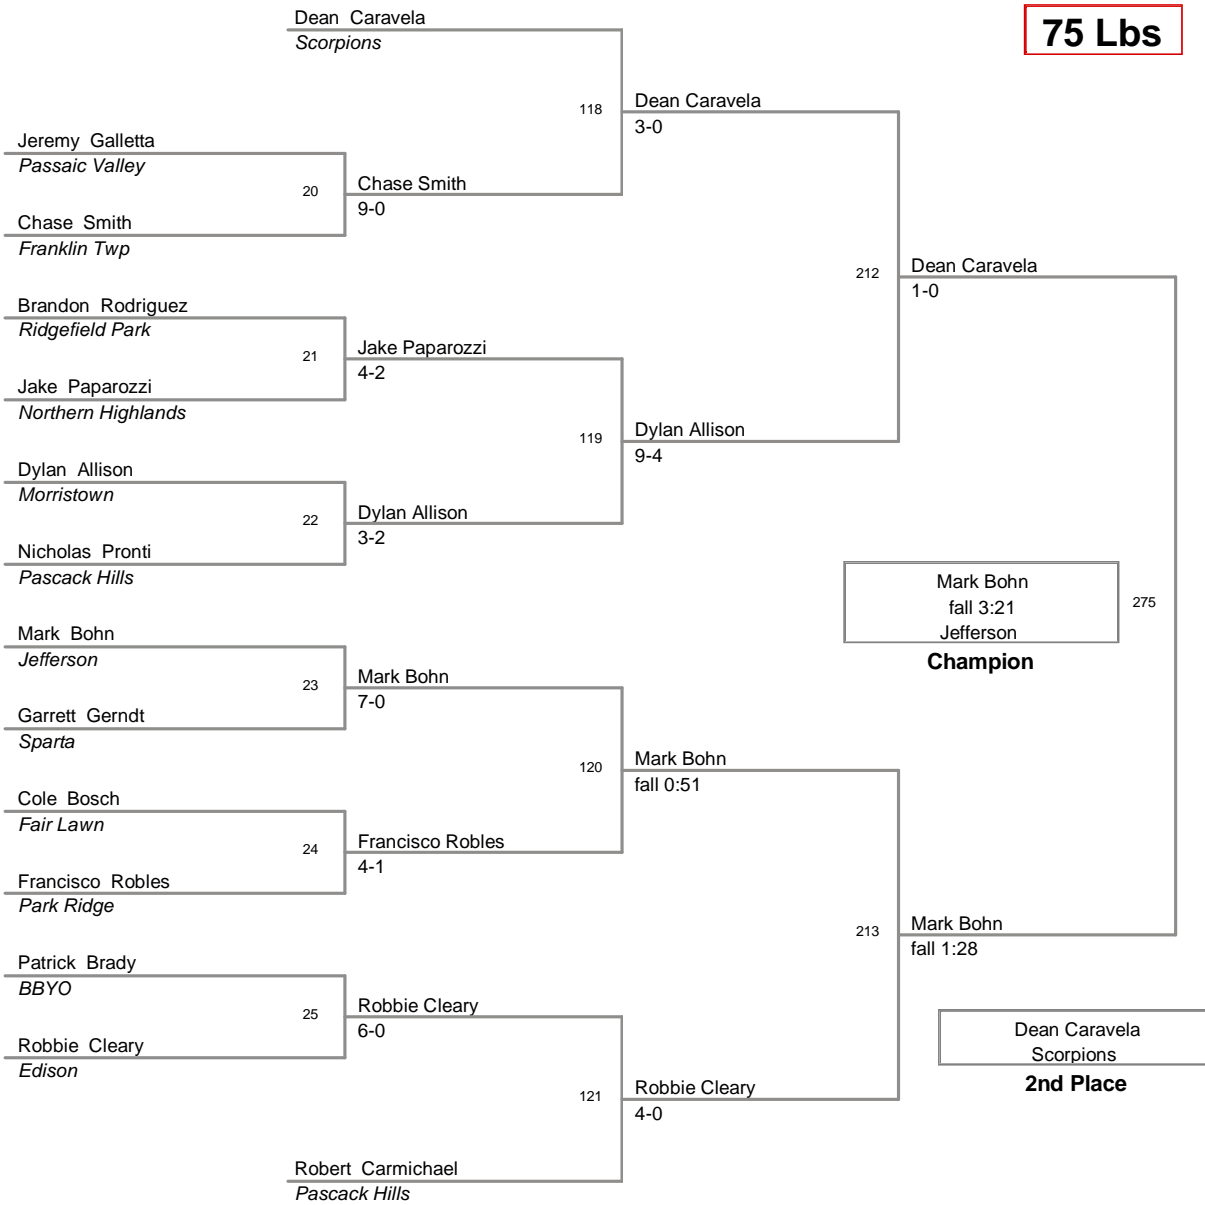 Dean Caravela
Scorpions
75 Lbs
118
Dean Caravela
3-0
Jeremy Galletta
Passaic Valley
20
Chase Smith
9-0
Chase Smith
Franklin Twp
212
Dean Caravela
1-0
Brandon Rodriguez
Ridgefield Park
21
Jake Paparozzi
4-2
Jake Paparozzi
Northern Highlands
119
Dylan Allison
9-4
Dylan Allison
Morristown
22
Dylan Allison
3-2
Nicholas Pronti
Pascack Hills
Mark Bohn
fall 3:21
Jefferson
Champion
275
Mark Bohn
Jefferson
23
Mark Bohn
7-0
Garrett Gerndt
Sparta
120
Mark Bohn
fall 0:51
Cole Bosch
Fair Lawn
24
Francisco Robles
4-1
Francisco Robles
Park Ridge
213
Mark Bohn
fall 1:28
Patrick Brady
BBYO
25
Robbie Cleary
6-0
Robbie Cleary
Edison
Dean Caravela
Scorpions
2nd Place
121
Robbie Cleary
4-0
Robert Carmichael
Pascack Hills